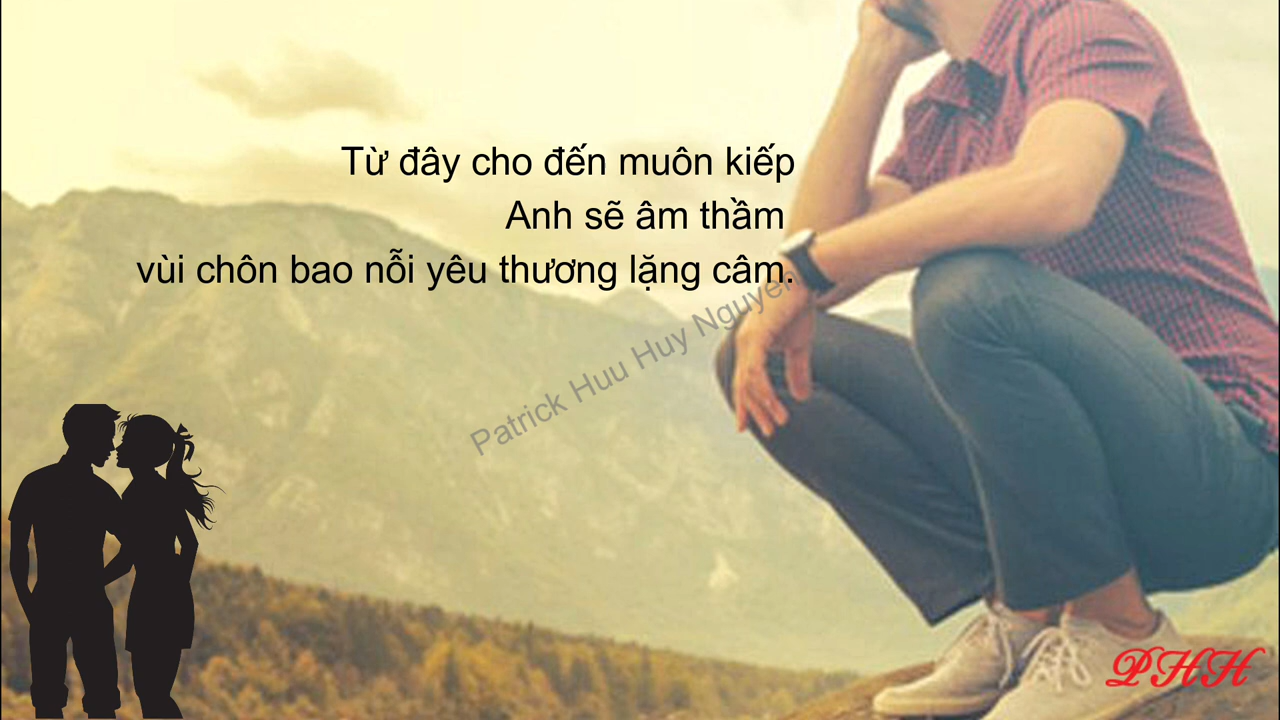 Từ đây cho đến muôn kiếp
Anh sẽ âm thầm
vùi chôn bao nỗi yêu thương lặng câm.
Patrick Huu Huy Nguyen
PHH